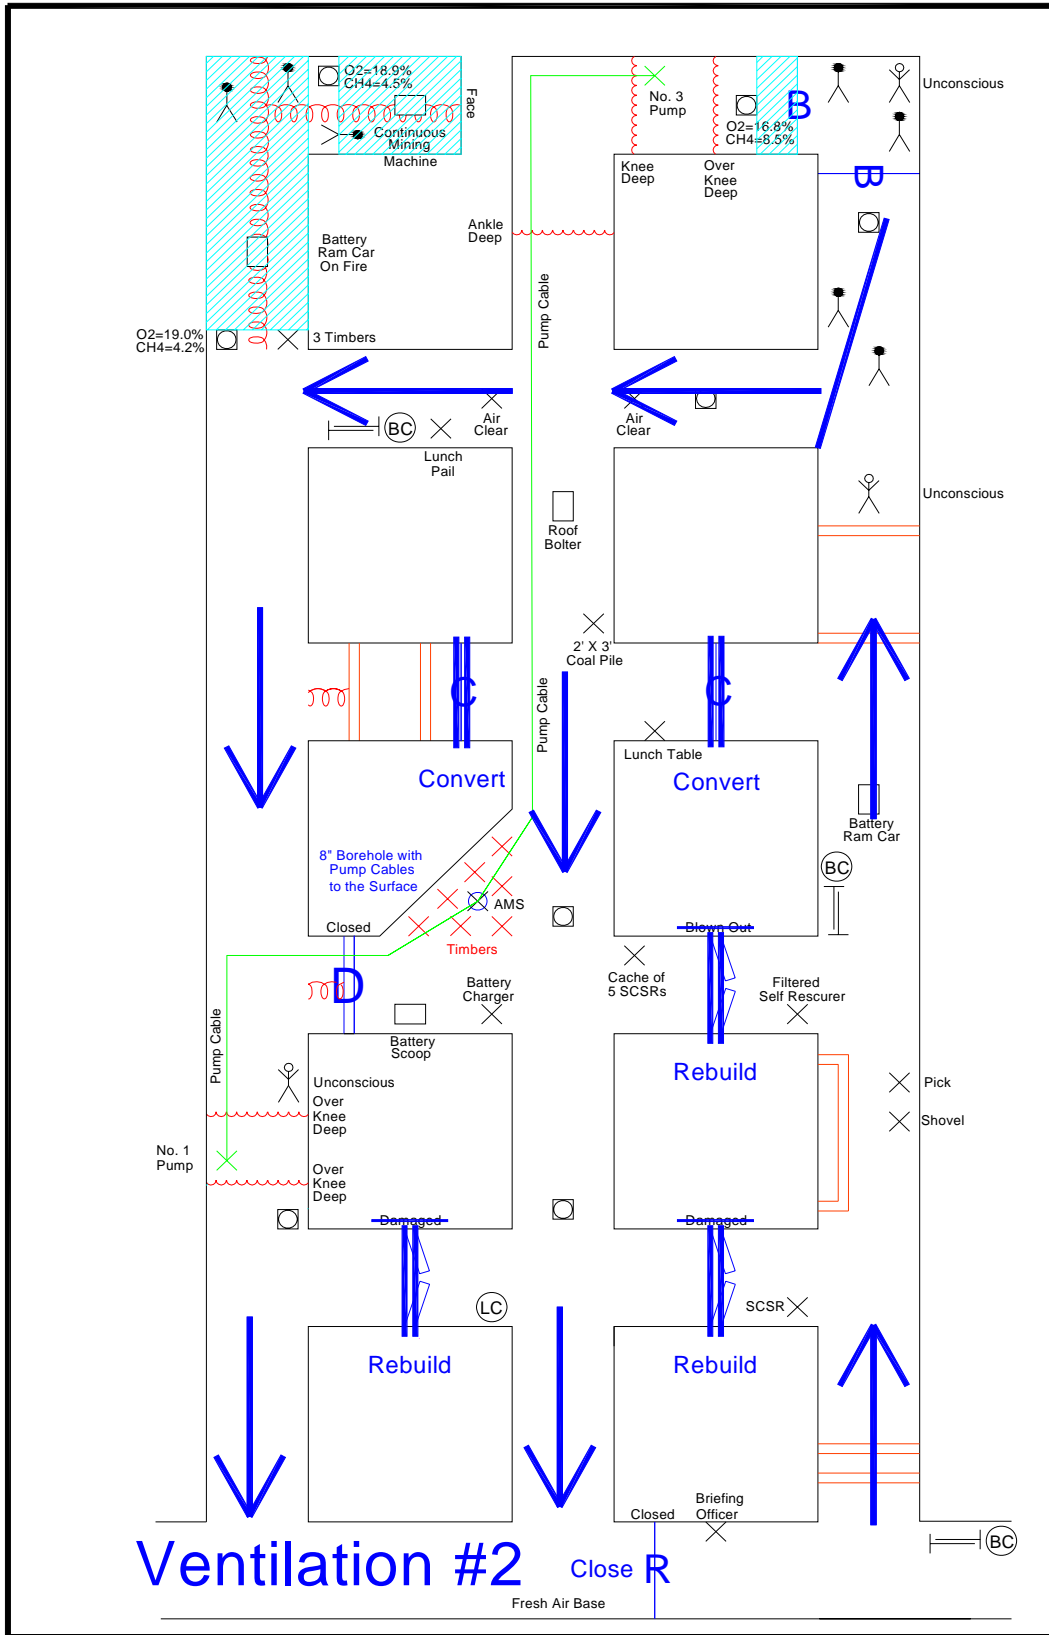 O2=18.9%
CH4=4.5%
Face
Continuous
Mining
Machine
No. 3
Pump
B
O2=16.8%
CH4=8.5%
Unconscious
Knee
Deep
Over
Knee
Deep
B
Ankle
Deep
Battery
Ram Car
On Fire
Pump Cable
O2=19.0%
CH4=4.2%
3 Timbers
Air
Clear
Air
Clear
BC
Lunch
Pail
Unconscious
Roof
Bolter
2' X 3'
Coal Pile
C
C
Pump Cable
Lunch Table
Convert
Convert
Battery
Ram Car
8" Borehole with
Pump Cables
to the Surface
BC
AMS
Closed
Timbers
Blown Out
D
Battery
Charger
Cache of
5 SCSRs
Filtered
Self Rescurer
Pump Cable
Battery
Scoop
Unconscious
Rebuild
Pick
Over
Knee
Deep
Shovel
No. 1
Pump
Over
Knee
Deep
Damaged
Damaged
LC
SCSR
Rebuild
Rebuild
Closed
Briefing
Officer
BC
Ventilation #2
Close R
Fresh Air Base